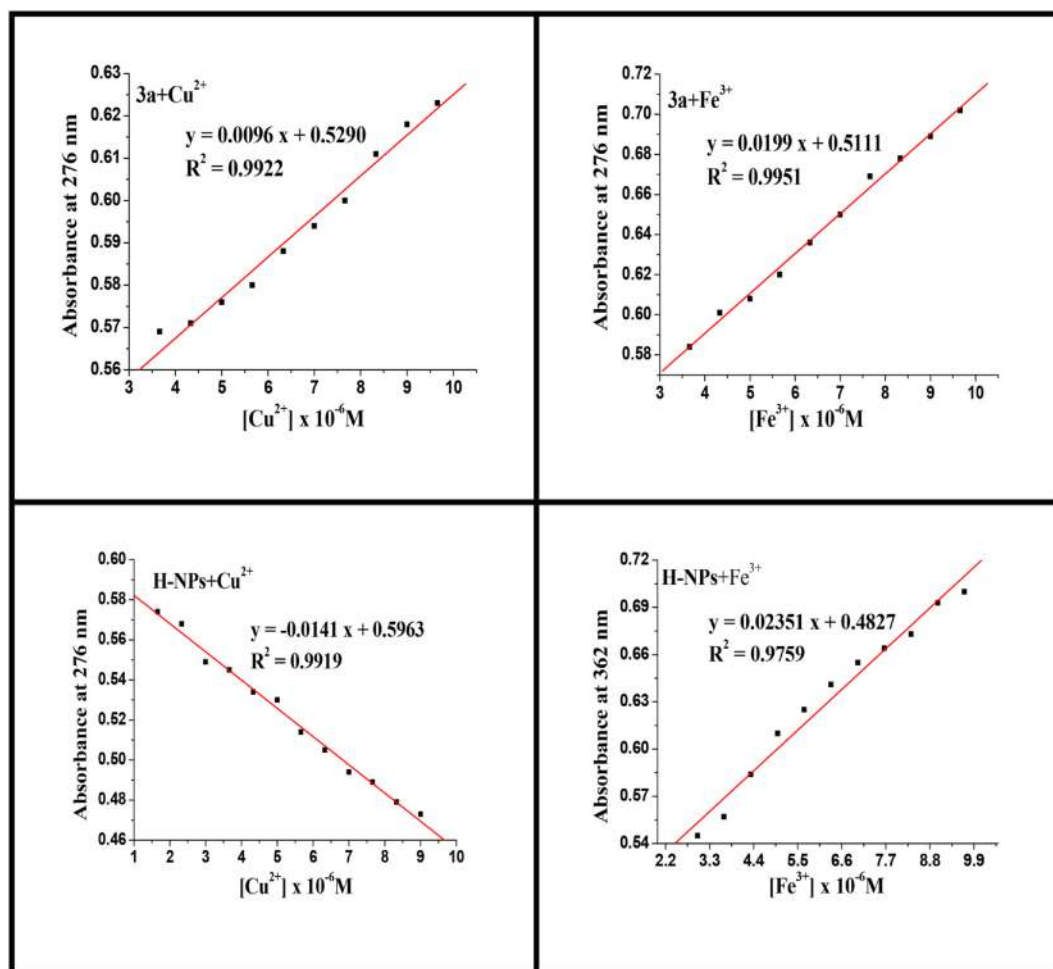 3a+Cu²⁺
y = 0.0096 x + 0.5290
R² = 0.9922
Absorbance at 276 nm
0.63
0.62
0.61
0.60
0.59
0.58
0.57
0.56
3 4 5 6 7 8 9 10
[Cu²⁺] x 10⁻⁶M
3a+Fe³⁺
y = 0.0199 x + 0.5111
R² = 0.9951
Absorbance at 276 nm
0.72
0.70
0.68
0.66
0.64
0.62
0.60
0.58
3 4 5 6 7 8 9 10
[Fe³⁺] x 10⁻⁶M
H-NPs+Cu²⁺
y = -0.0141 x + 0.5963
R² = 0.9919
Absorbance at 276 nm
0.60
0.58
0.56
0.54
0.52
0.50
0.48
0.46
1 2 3 4 5 6 7 8 9 10
[Cu²⁺] x 10⁻⁶M
H-NPs+Fe³⁺
y = 0.02351 x + 0.4827
R² = 0.9759
Absorbance at 362 nm
0.72
0.69
0.66
0.63
0.60
0.57
0.54
2.2 3.3 4.4 5.5 6.6 7.7 8.8 9.9
[Fe³⁺] x 10⁻⁶M